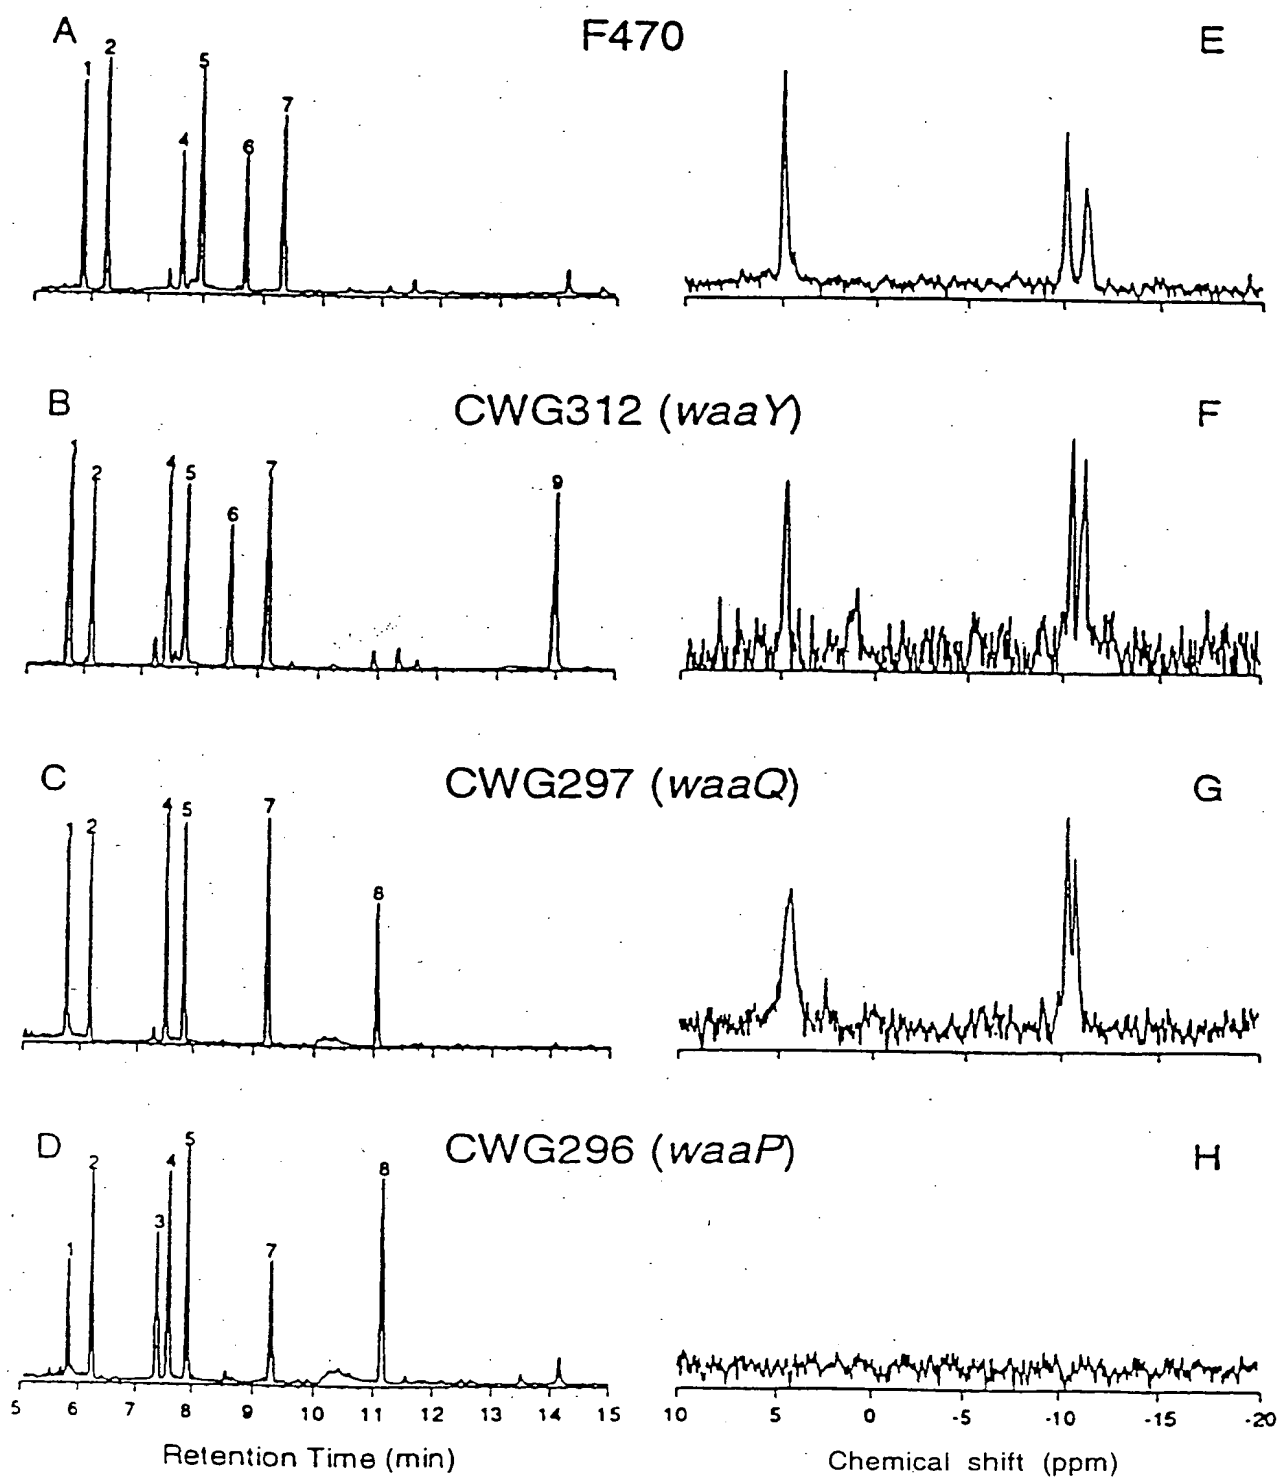 A F470 E
1 2 4 5 6 7
B CWG312 (waaY) F
1 2 4 5 6 7 9
C CWG297 (waaQ) G
1 2 4 5 7 8
D CWG296 (waaP) H
1 2 3 4 5 7 8
5 6 7 8 9 10 11 12 13 14 15
10 5 0 -5 -10 -15 -20
Retention Time (min)
Chemical shift (ppm)